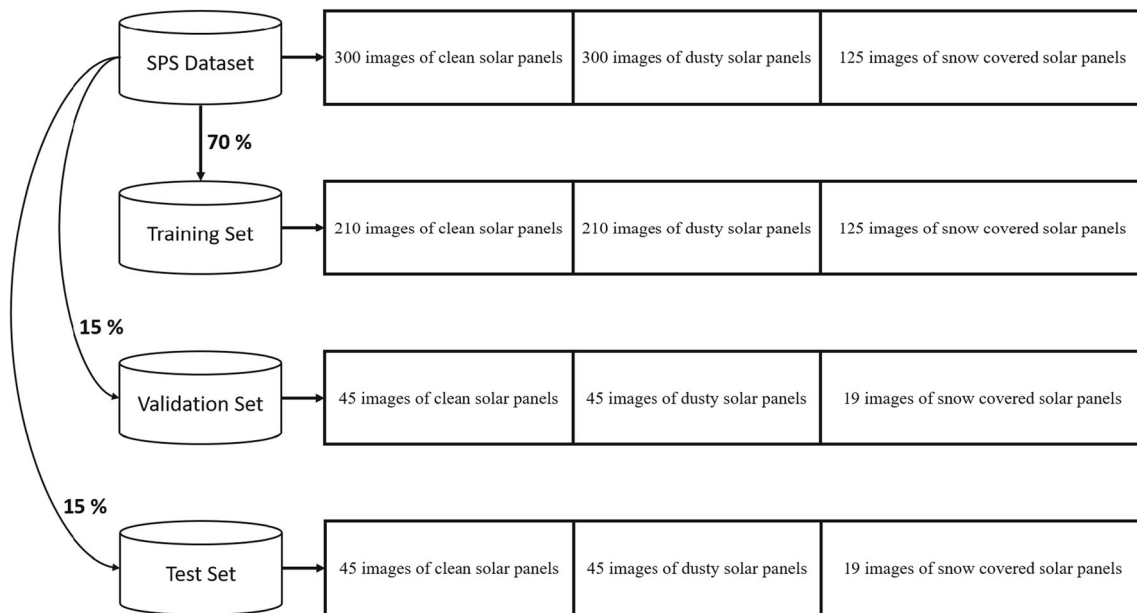 SPS Dataset
300 images of clean solar panels
300 images of dusty solar panels
125 images of snow covered solar panels
70 %
Training Set
210 images of clean solar panels
210 images of dusty solar panels
125 images of snow covered solar panels
15 %
Validation Set
45 images of clean solar panels
45 images of dusty solar panels
19 images of snow covered solar panels
15 %
Test Set
45 images of clean solar panels
45 images of dusty solar panels
19 images of snow covered solar panels